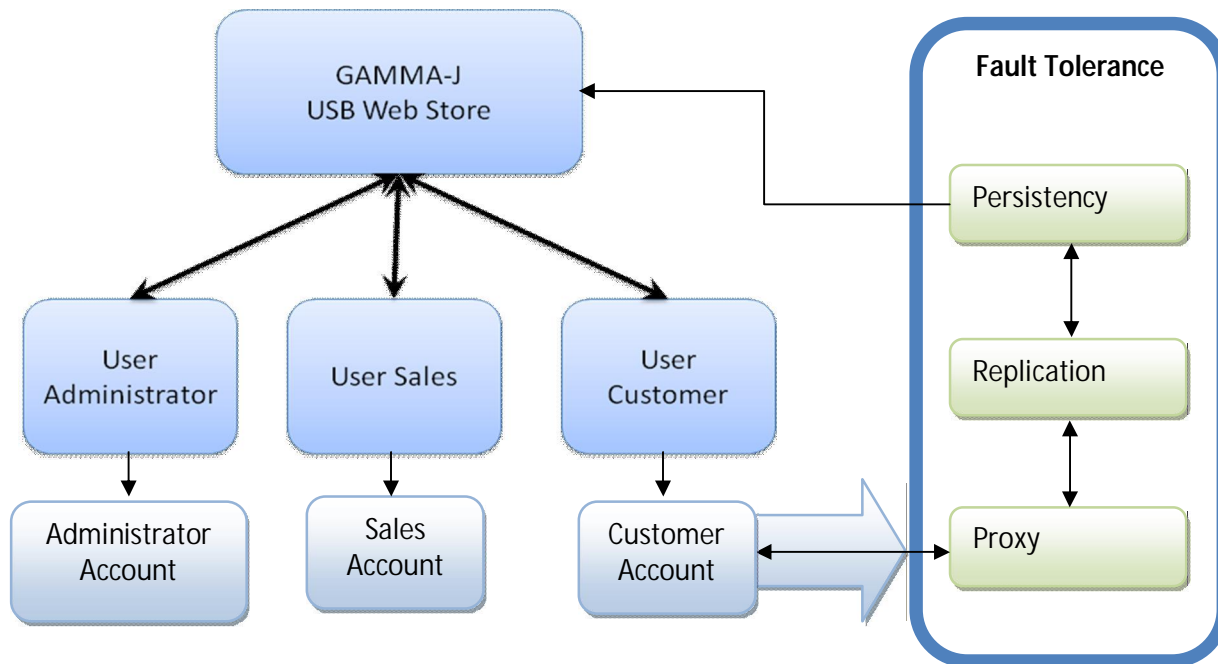 GAMMA-J
USB Web Store
Fault Tolerance
Persistency
User
Administrator
User Sales
User
Customer
Replication
Administrator
Account
Sales
Account
Customer
Account
Proxy